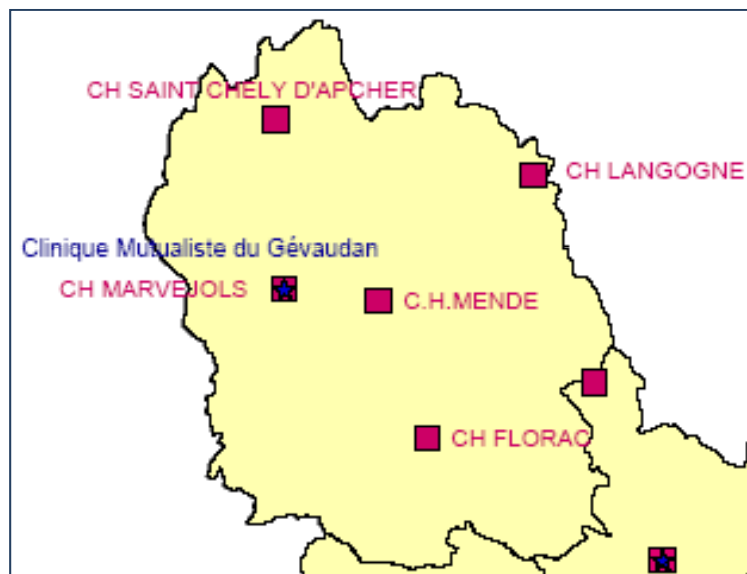 CH SAINT CHELY D'APCHER
CH LANGOGNE
Clinique Mutualiste du Gévaudan
CH MARVEJOLS
C.H.MENDE
CH FLORAC